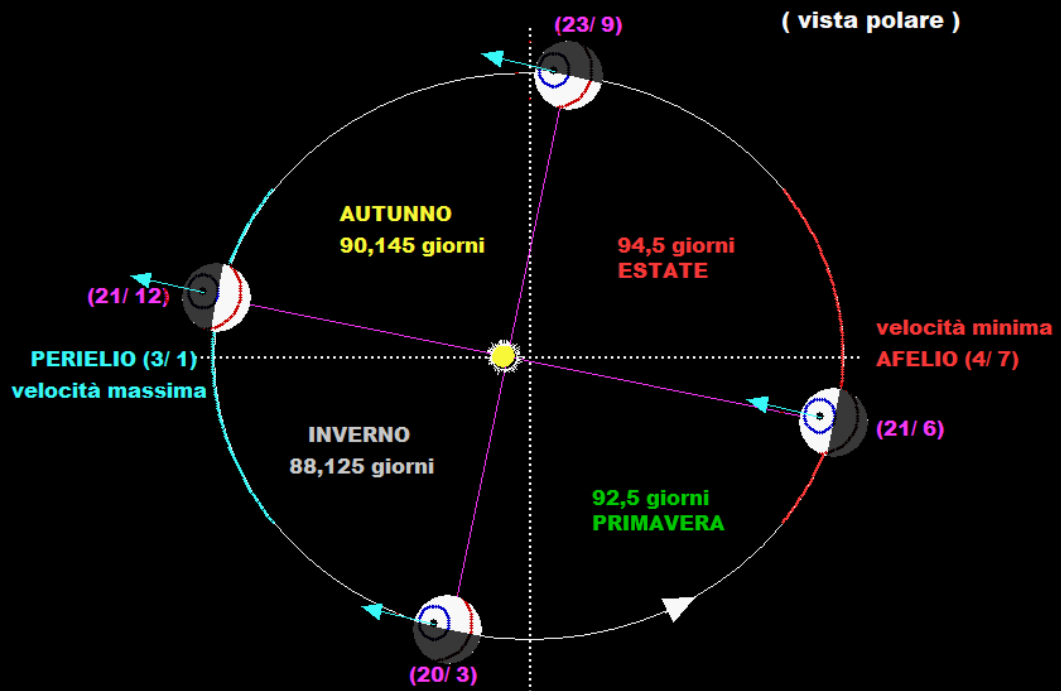 ( vista polare )
(23/ 9)
AUTUNNO
90,145 giorni
94,5 giorni
ESTATE
(21/ 12)
velocità minima
AFELIO (4/ 7)
PERIELIO (3/ 1)
velocità massima
(21/ 6)
INVERNO
88,125 giorni
92,5 giorni
PRIMAVERA
(20/ 3)